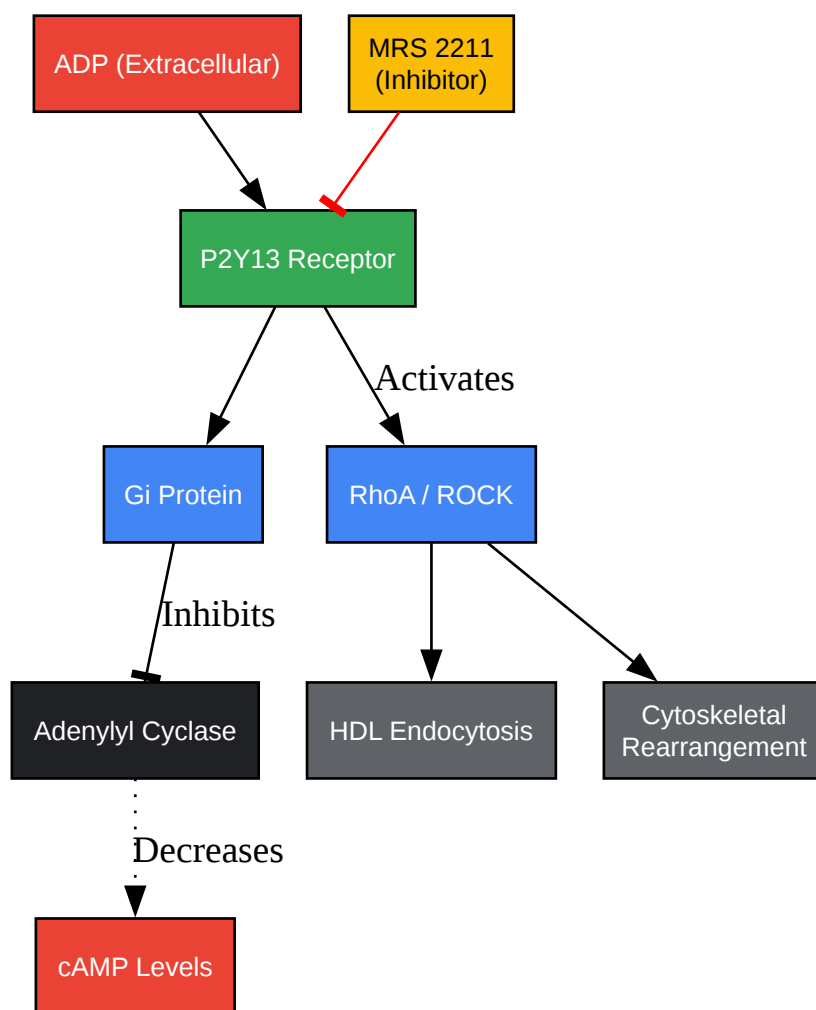 ADP (Extracellular)
MRS 2211
(Inhibitor)
P2Y13 Receptor
Activates
Gi Protein
RhoA / ROCK
Inhibits
Adenylyl Cyclase
HDL Endocytosis
Cytoskeletal
Rearrangement
Decreases
cAMP Levels